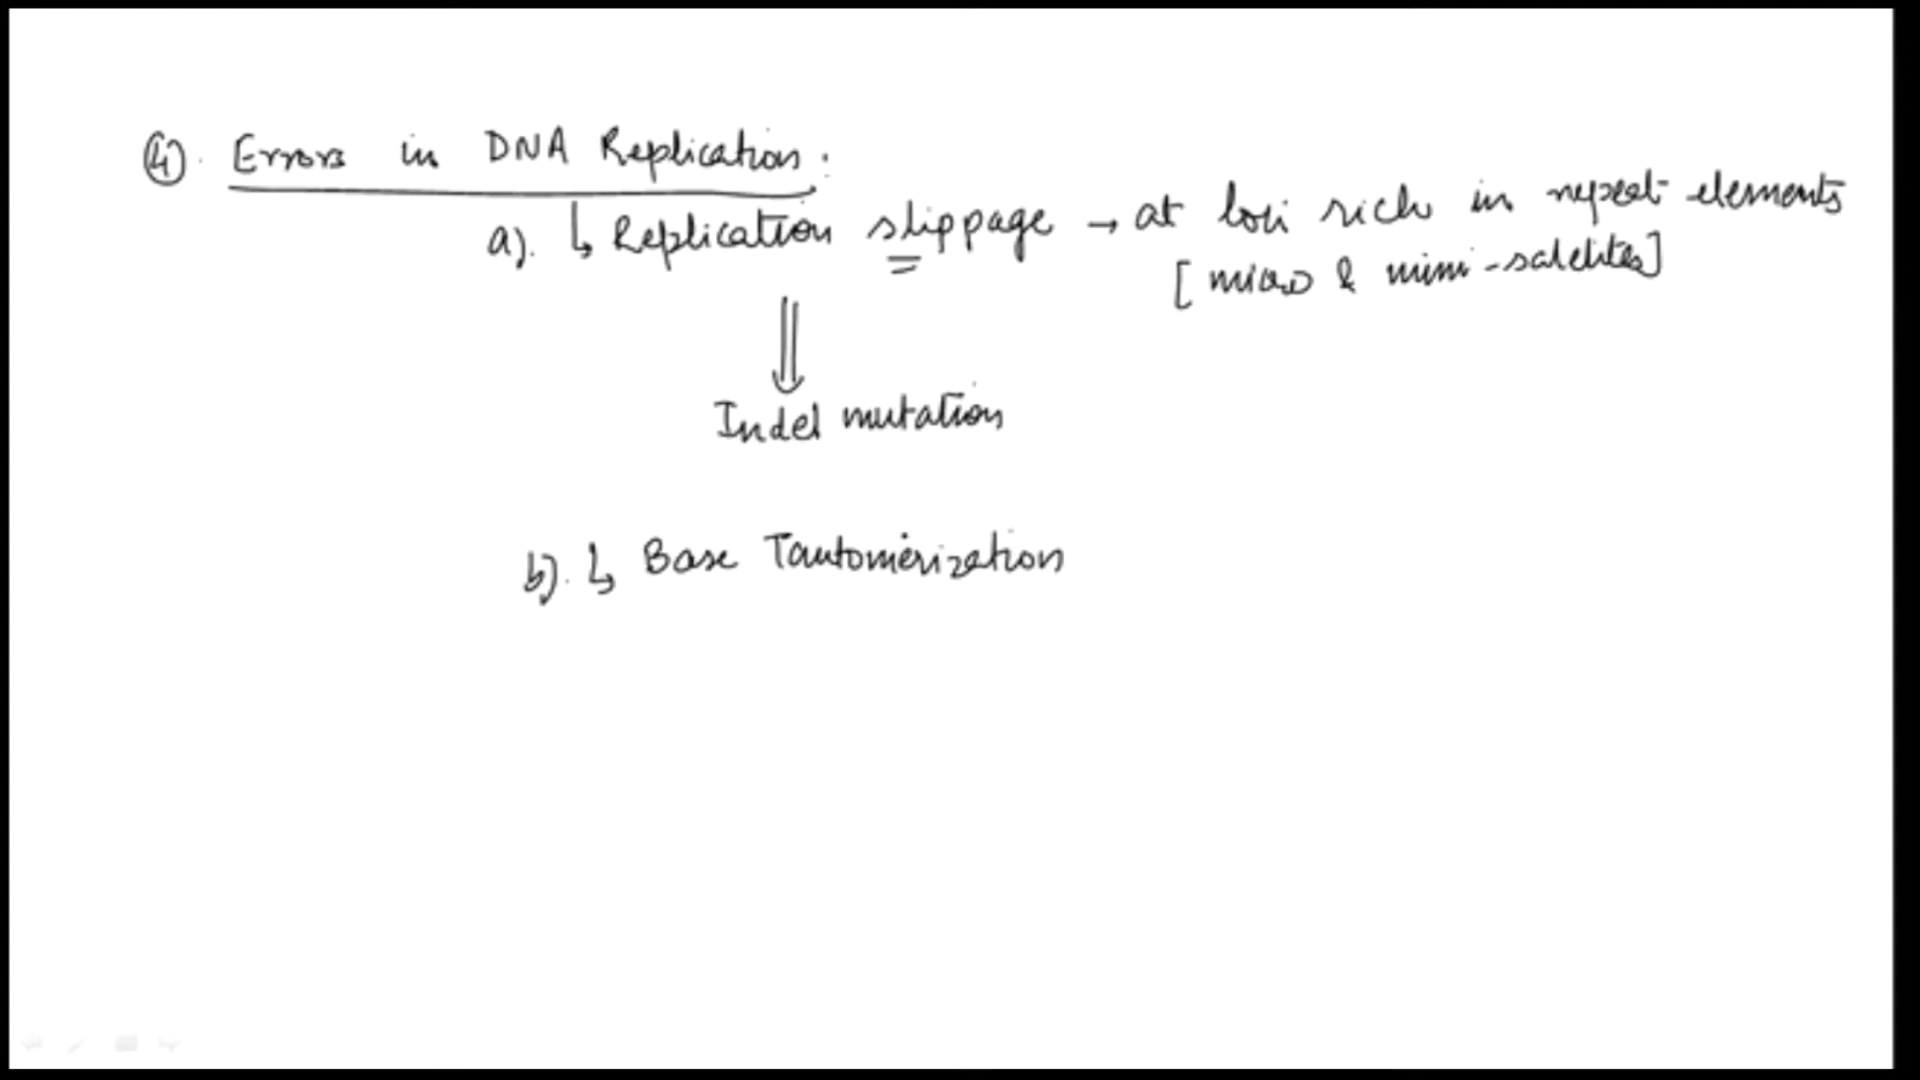 ④. Errors in DNA Replication:
a). ↳ Replication slippage → at loci rich in repeat elements
[micro & mini-satelites]
⇓
Indel mutation
b). ↳ Base Tautomerization